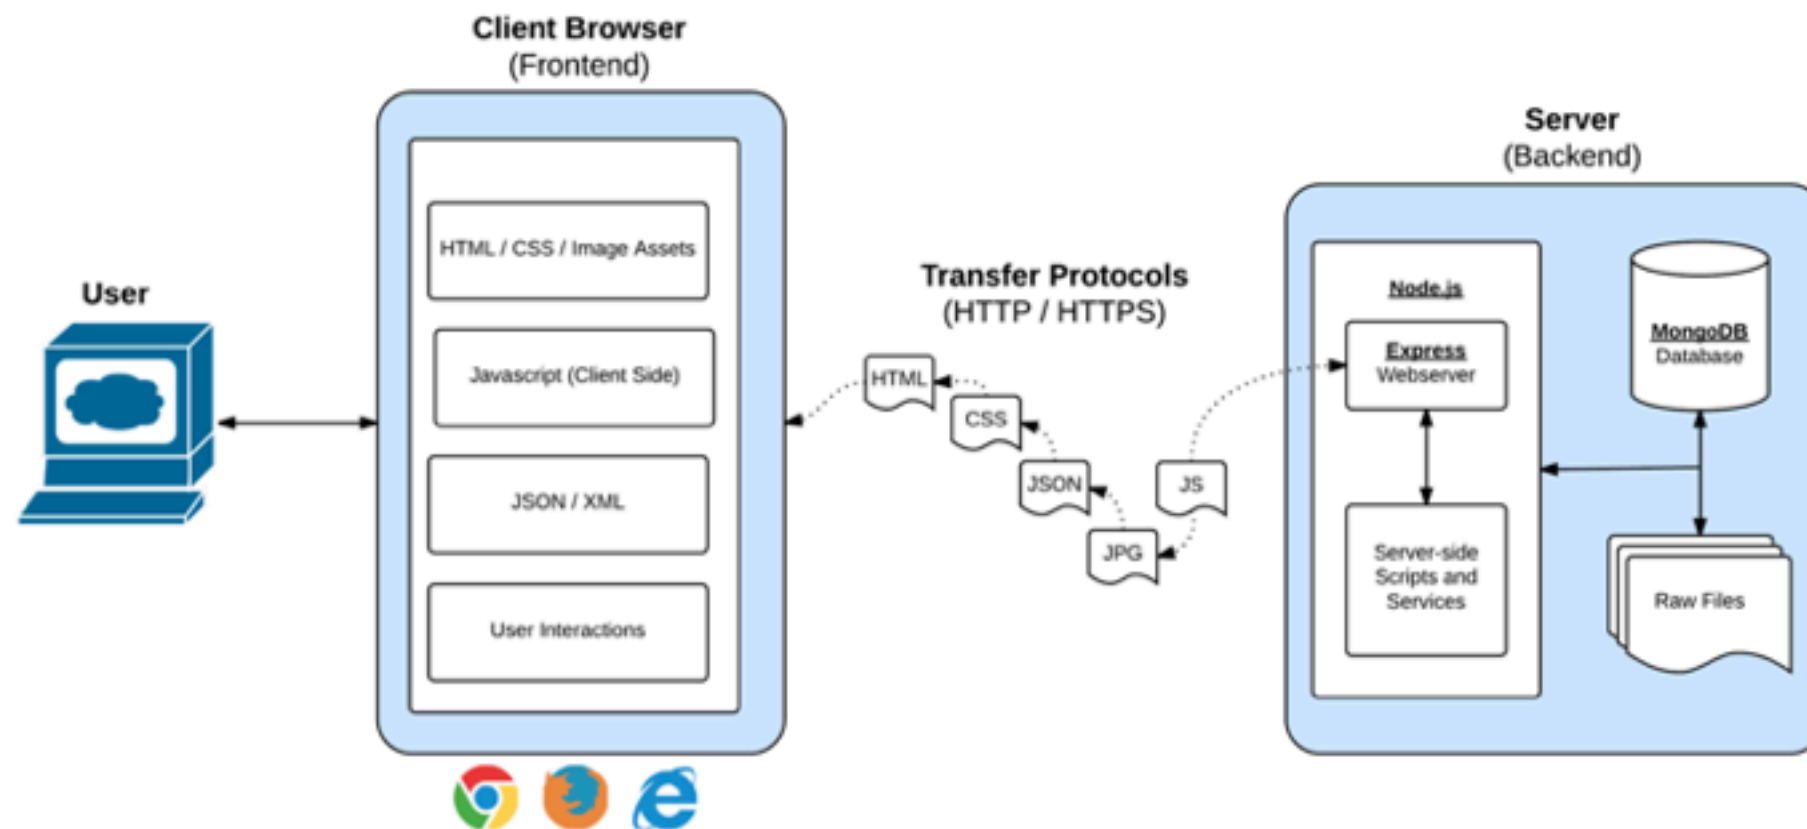 Client Browser
(Frontend)
Server
(Backend)
User
HTML / CSS / Image Assets
Javascript (Client Side)
JSON / XML
User Interactions
Transfer Protocols
(HTTP / HTTPS)
HTML
CSS
JSON
JPG
JS
Node.js
Express
Webserver
Server-side
Scripts and
Services
MongoDB
Database
Raw Files